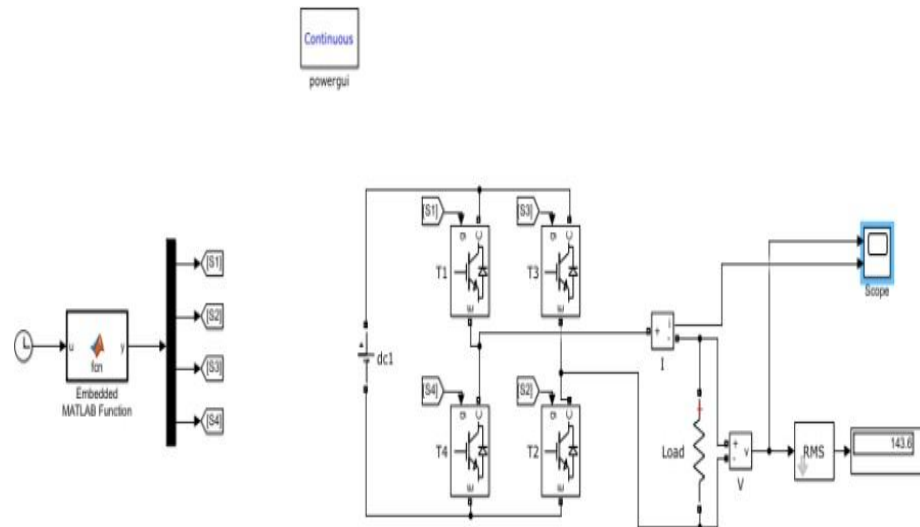 Continuous
powergui
[S1]
[S3]
g
C
g
C
T1
T3
E
E
[S1]
[S2]
[S3]
[S4]
u
y
fcn
Embedded
MATLAB Function
Scope
+
i
-
I
dc1
[S4]
[S2]
g
C
g
C
T4
T2
E
E
+
Load
+
v
-
V
RMS
143.6